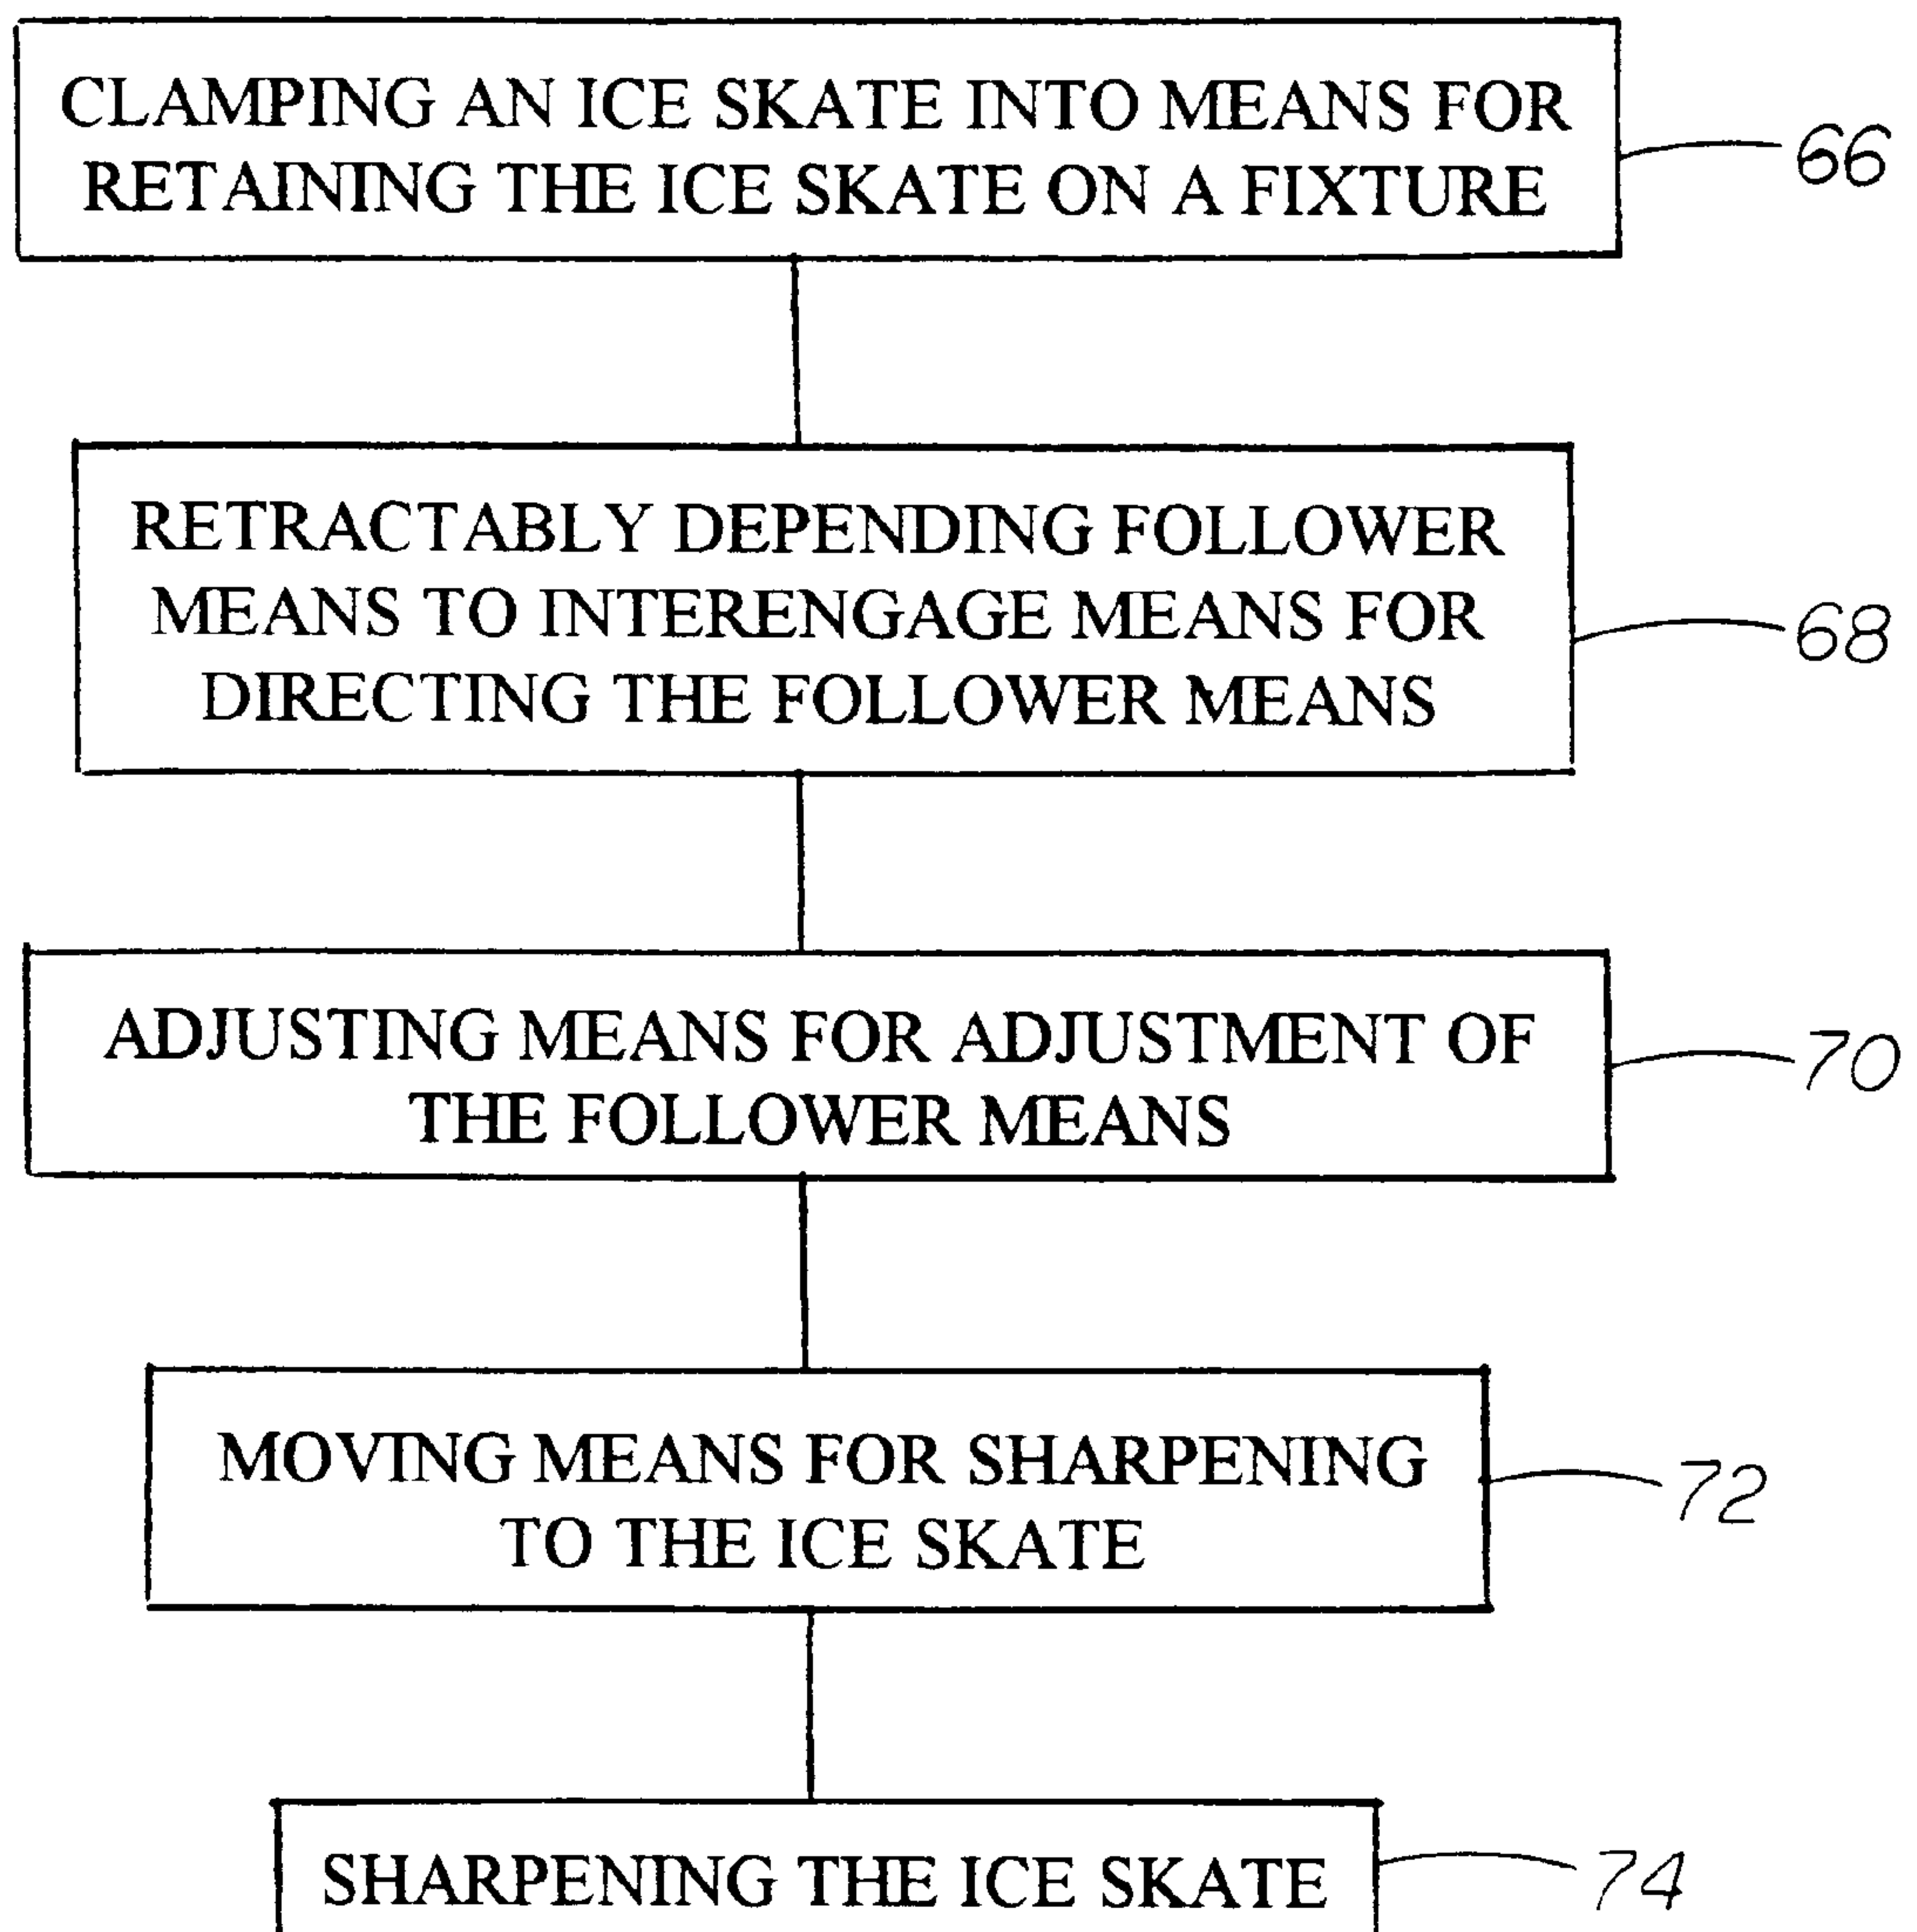 CLAMPING AN ICE SKATE INTO MEANS FOR
RETAINING THE ICE SKATE ON A FIXTURE
66
RETRACTABLY DEPENDING FOLLOWER
MEANS TO INTERENGAGE MEANS FOR
DIRECTING THE FOLLOWER MEANS
68
ADJUSTING MEANS FOR ADJUSTMENT OF
THE FOLLOWER MEANS
70
MOVING MEANS FOR SHARPENING
TO THE ICE SKATE
72
SHARPENING THE ICE SKATE
74